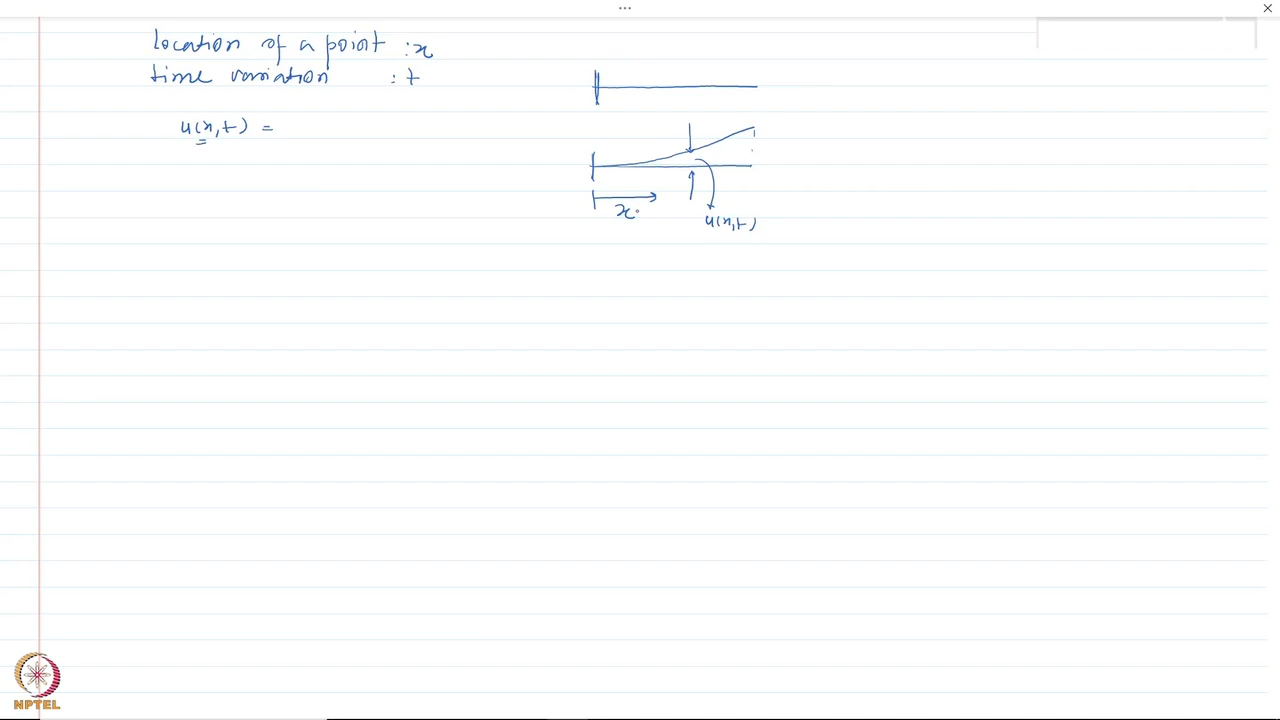 location of a point : x
time variation : t
u(x,t) =
x
u(x,t)
NPTEL